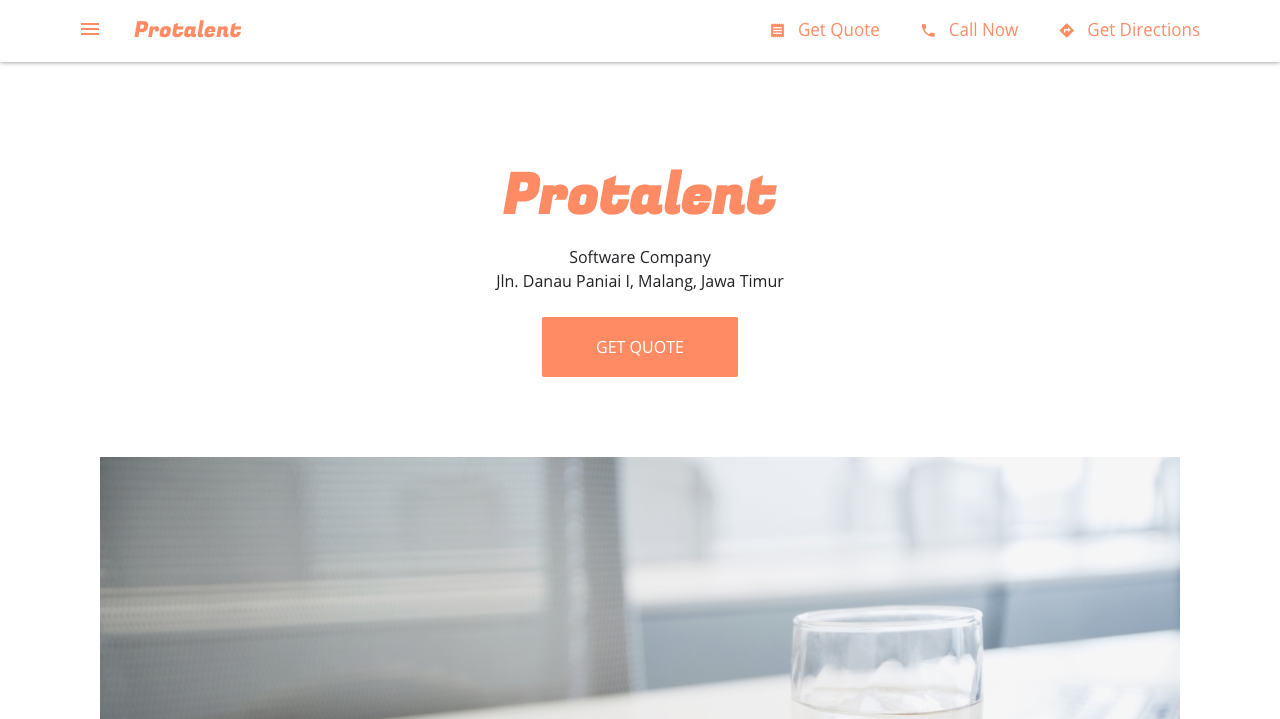 Protalent
Get Quote
Call Now
Get Directions
Protalent
Software Company
Jln. Danau Paniai I, Malang, Jawa Timur
GET QUOTE